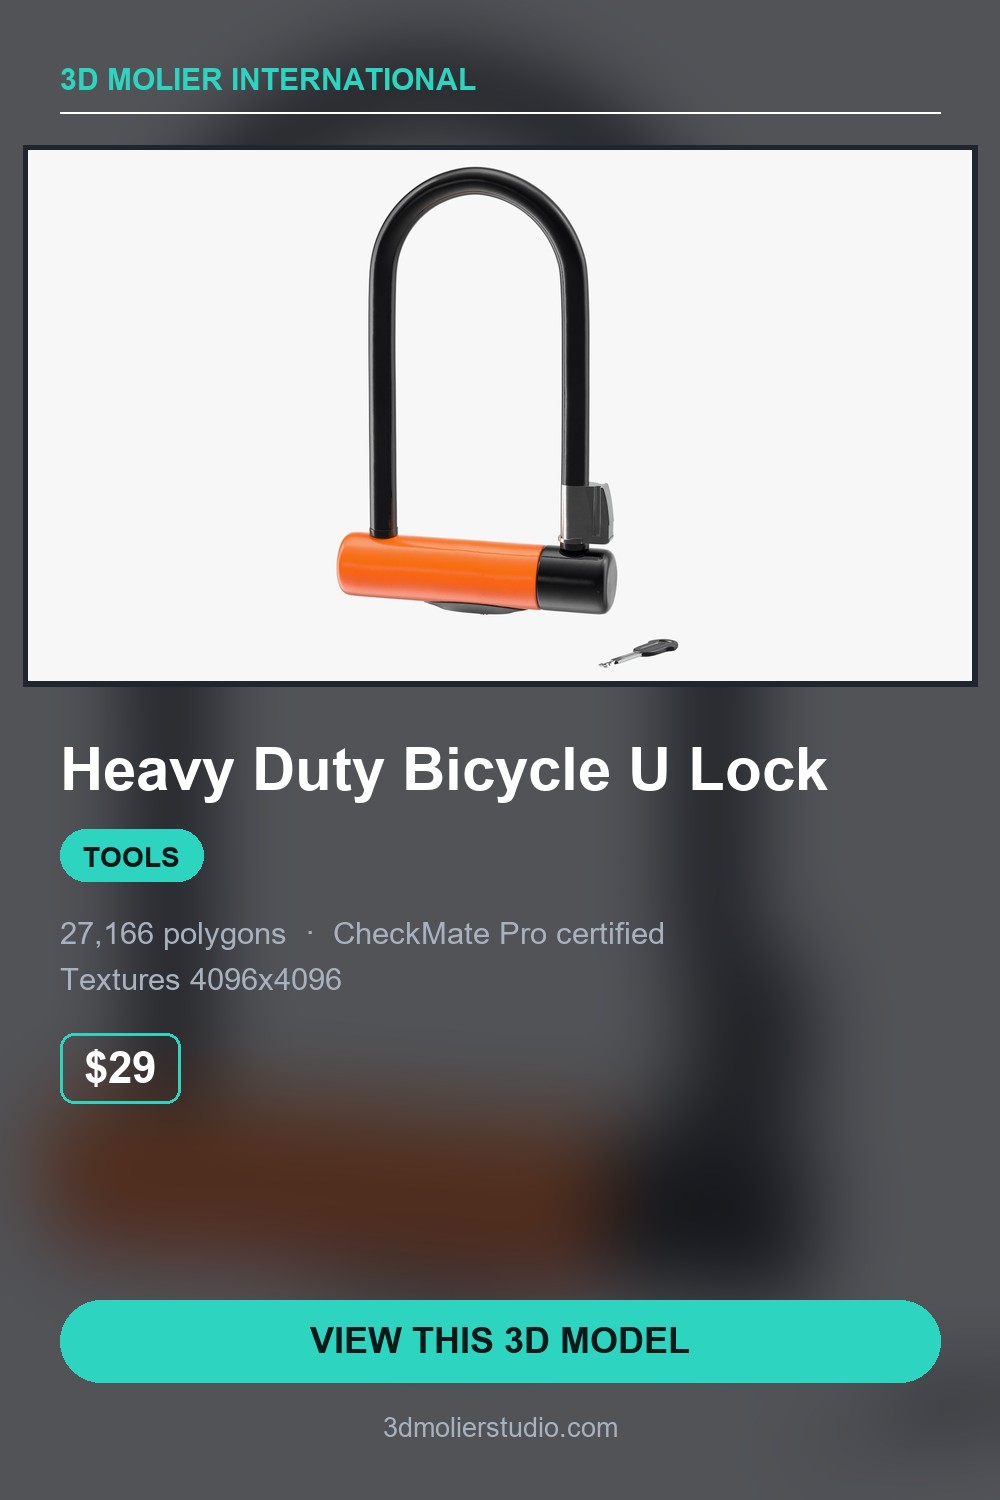 3D MOLIER INTERNATIONAL
Heavy Duty Bicycle U Lock
TOOLS
27,166 polygons · CheckMate Pro certified
Textures 4096x4096
$29
VIEW THIS 3D MODEL
3dmolierstudio.com